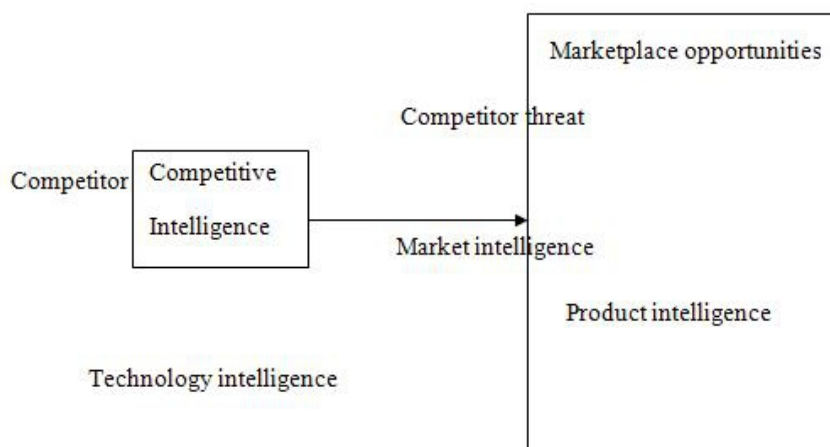 Marketplace opportunities
Competitor threat
Competitor
Competitive
Intelligence
Market intelligence
Product intelligence
Technology intelligence